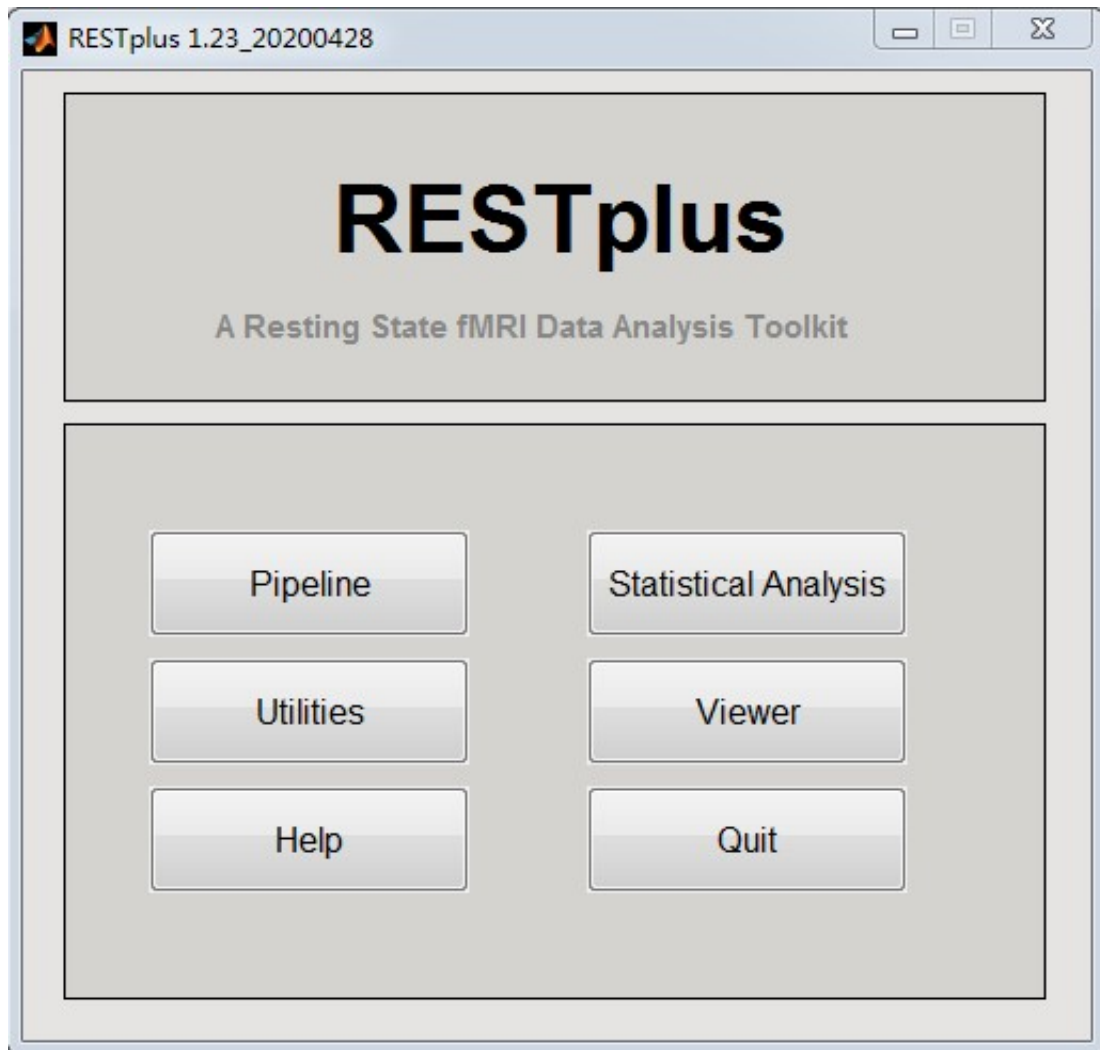 RESTplus 1.23_20200428
RESTplus
A Resting State fMRI Data Analysis Toolkit
Pipeline
Statistical Analysis
Utilities
Viewer
Help
Quit